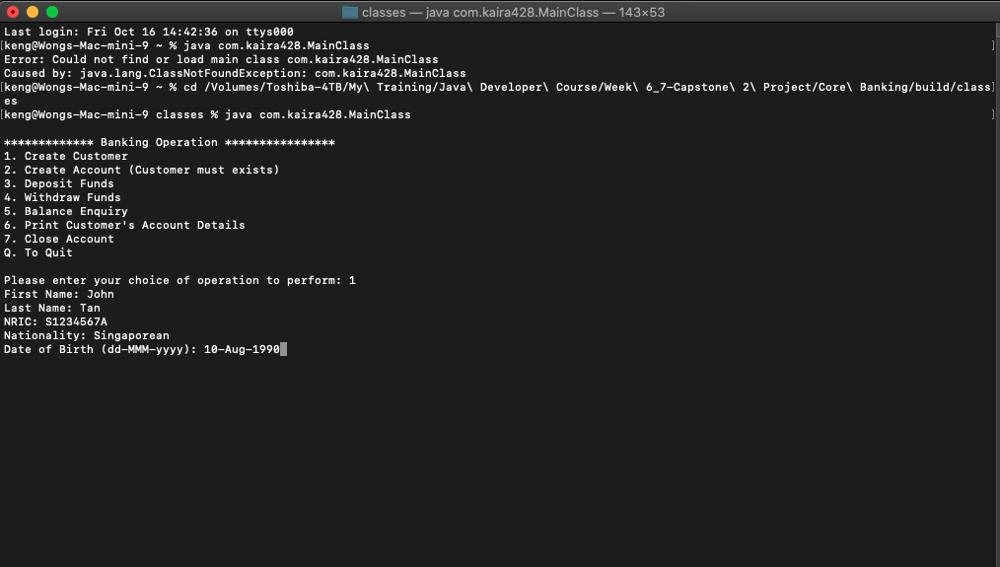 classes — java com.kaira428.MainClass — 143×53
Last login: Fri Oct 16 14:42:36 on ttys000
[keng@Wongs-Mac-mini-9 ~ % java com.kaira428.MainClass ]
Error: Could not find or load main class com.kaira428.MainClass
Caused by: java.lang.ClassNotFoundException: com.kaira428.MainClass
[keng@Wongs-Mac-mini-9 ~ % cd /Volumes/Toshiba-4TB/My\ Training/Java\ Developer\ Course/Week\ 6_7-Capstone\ 2\ Project/Core\ Banking/build/class]
es
[keng@Wongs-Mac-mini-9 classes % java com.kaira428.MainClass ]
************* Banking Operation ****************
1. Create Customer
2. Create Account (Customer must exists)
3. Deposit Funds
4. Withdraw Funds
5. Balance Enquiry
6. Print Customer's Account Details
7. Close Account
Q. To Quit
Please enter your choice of operation to perform: 1
First Name: John
Last Name: Tan
NRIC: S1234567A
Nationality: Singaporean
Date of Birth (dd-MMM-yyyy): 10-Aug-1990